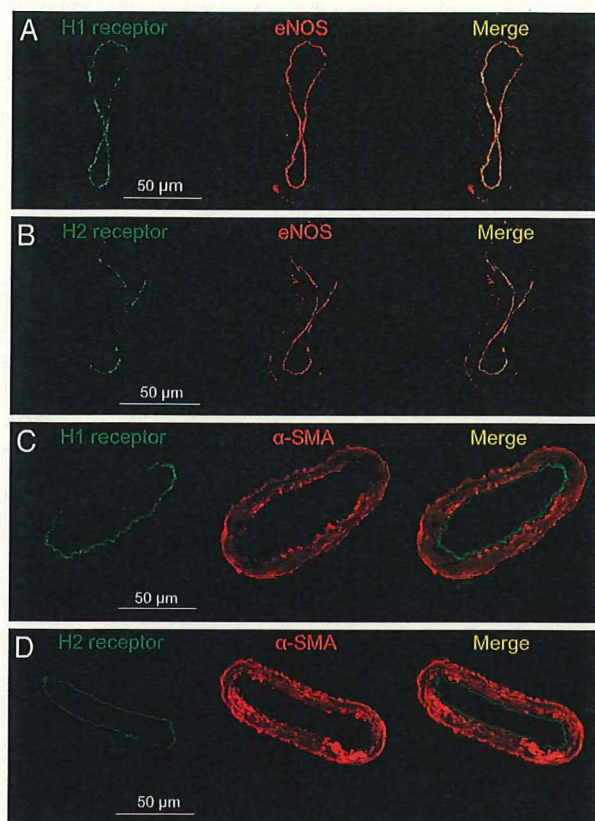 A
H1 receptor eNOS Merge
50 µm
B
H2 receptor eNOS Merge
50 µm
C
H1 receptor α-SMA Merge
50 µm
D
H2 receptor α-SMA Merge
50 µm